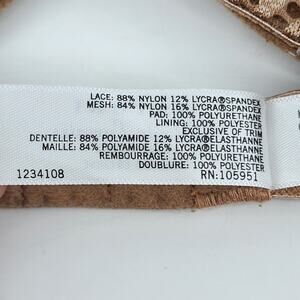 LACE: 88% NYLON 12% LYCRA®SPANDEX
MESH: 84% NYLON 16% LYCRA®SPANDEX
PAD: 100% POLYURETHANE
LINING: 100% POLYESTER
EXCLUSIVE OF TRIM
DENTELLE: 88% POLYAMIDE 12% LYCRA®ELASTHANNE
MAILLE: 84% POLYAMIDE 16% LYCRA®ELASTHANNE
REMBOURRAGE: 100% POLYURETHANE
DOUBLURE: 100% POLYESTER
1234108 RN:105951